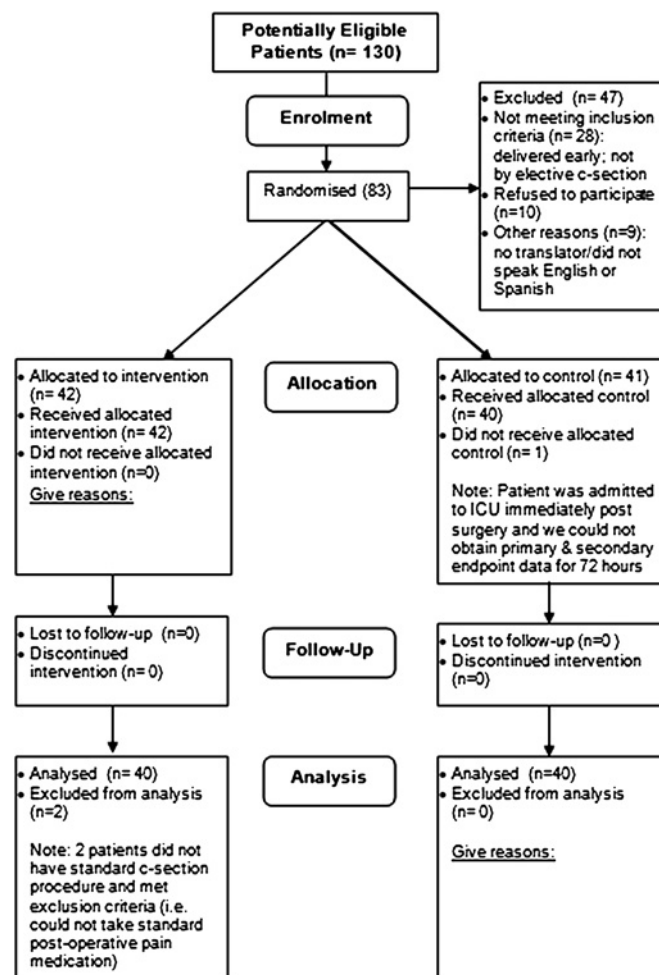 Potentially Eligible
Patients (n= 130)
Enrolment
Randomised (83)
• Excluded (n= 47)
• Not meeting inclusion
criteria (n= 28):
delivered early; not
by elective c-section
• Refused to participate
(n=10)
• Other reasons (n=9):
no translator/did not
speak English or
Spanish
• Allocated to intervention
(n= 42)
• Received allocated
intervention (n= 42)
• Did not receive allocated
intervention (n=0)
Give reasons:
Allocation
• Allocated to control (n= 41)
• Received allocated control
(n= 40)
• Did not receive allocated
control (n= 1)
Note: Patient was admitted
to ICU immediately post
surgery and we could not
obtain primary & secondary
endpoint data for 72 hours
• Lost to follow-up (n=0)
• Discontinued
intervention (n= 0)
Follow-Up
• Lost to follow-up (n=0 )
• Discontinued intervention
(n=0)
• Analysed (n= 40)
• Excluded from analysis
(n=2)
Note: 2 patients did not
have standard c-section
procedure and met
exclusion criteria (i.e.
could not take standard
post-operative pain
medication)
Analysis
• Analysed (n=40)
• Excluded from analysis
(n= 0)
Give reasons: